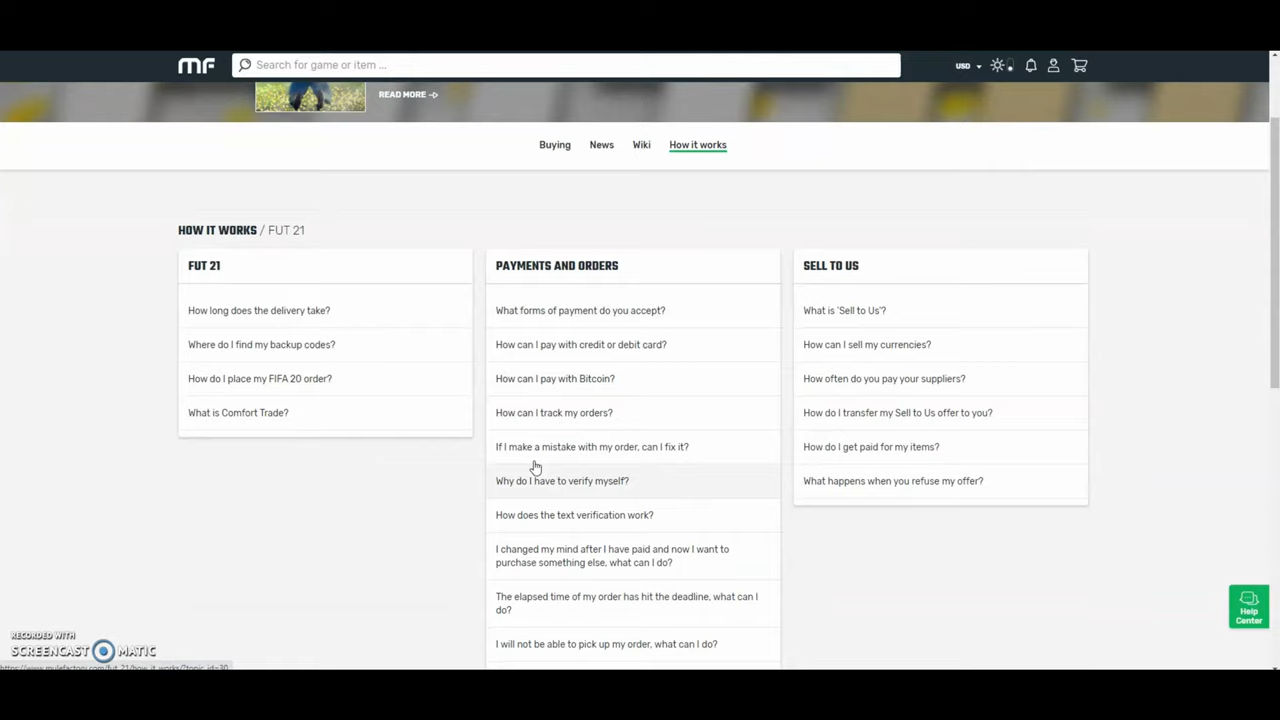 MF
Search for game or item ...
USD
READ MORE
Buying
News
Wiki
How it works
HOW IT WORKS / FUT 21
FUT 21
How long does the delivery take?
Where do I find my backup codes?
How do I place my FIFA 20 order?
What is Comfort Trade?
PAYMENTS AND ORDERS
What forms of payment do you accept?
How can I pay with credit or debit card?
How can I pay with Bitcoin?
How can I track my orders?
If I make a mistake with my order, can I fix it?
Why do I have to verify myself?
How does the text verification work?
I changed my mind after I have paid and now I want to
purchase something else, what can I do?
The elapsed time of my order has hit the deadline, what can I
do?
I will not be able to pick up my order, what can I do?
SELL TO US
What is 'Sell to Us'?
How can I sell my currencies?
How often do you pay your suppliers?
How do I transfer my Sell to Us offer to you?
How do I get paid for my items?
What happens when you refuse my offer?
Help
Center
RECORDED WITH
SCREENCAST MATIC
https://www.mulefactory.com/fut_21/how_it_works/?topic_id=30